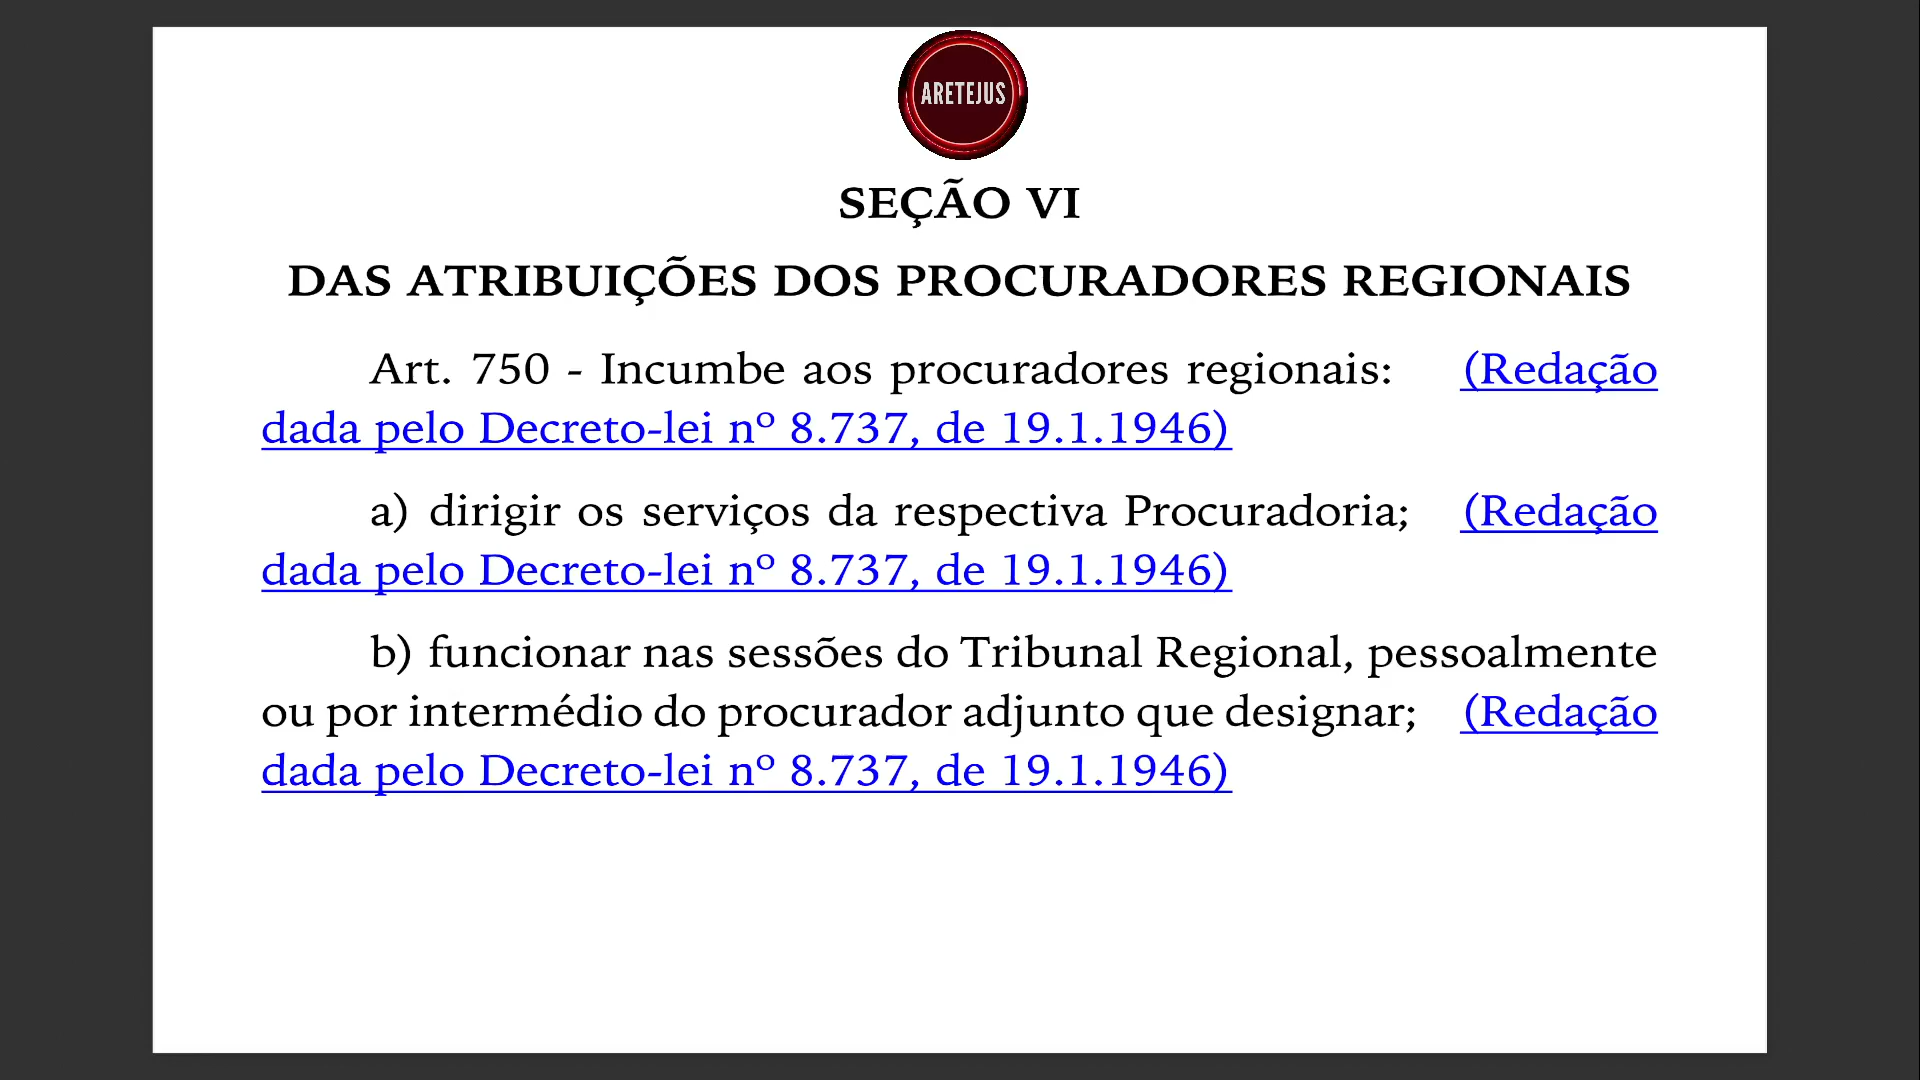 ARETEJUS
SEÇÃO VI
DAS ATRIBUIÇÕES DOS PROCURADORES REGIONAIS
Art. 750 - Incumbe aos procuradores regionais: (Redação
dada pelo Decreto-lei nº 8.737, de 19.1.1946)
a) dirigir os serviços da respectiva Procuradoria; (Redação
dada pelo Decreto-lei nº 8.737, de 19.1.1946)
b) funcionar nas sessões do Tribunal Regional, pessoalmente
ou por intermédio do procurador adjunto que designar; (Redação
dada pelo Decreto-lei nº 8.737, de 19.1.1946)